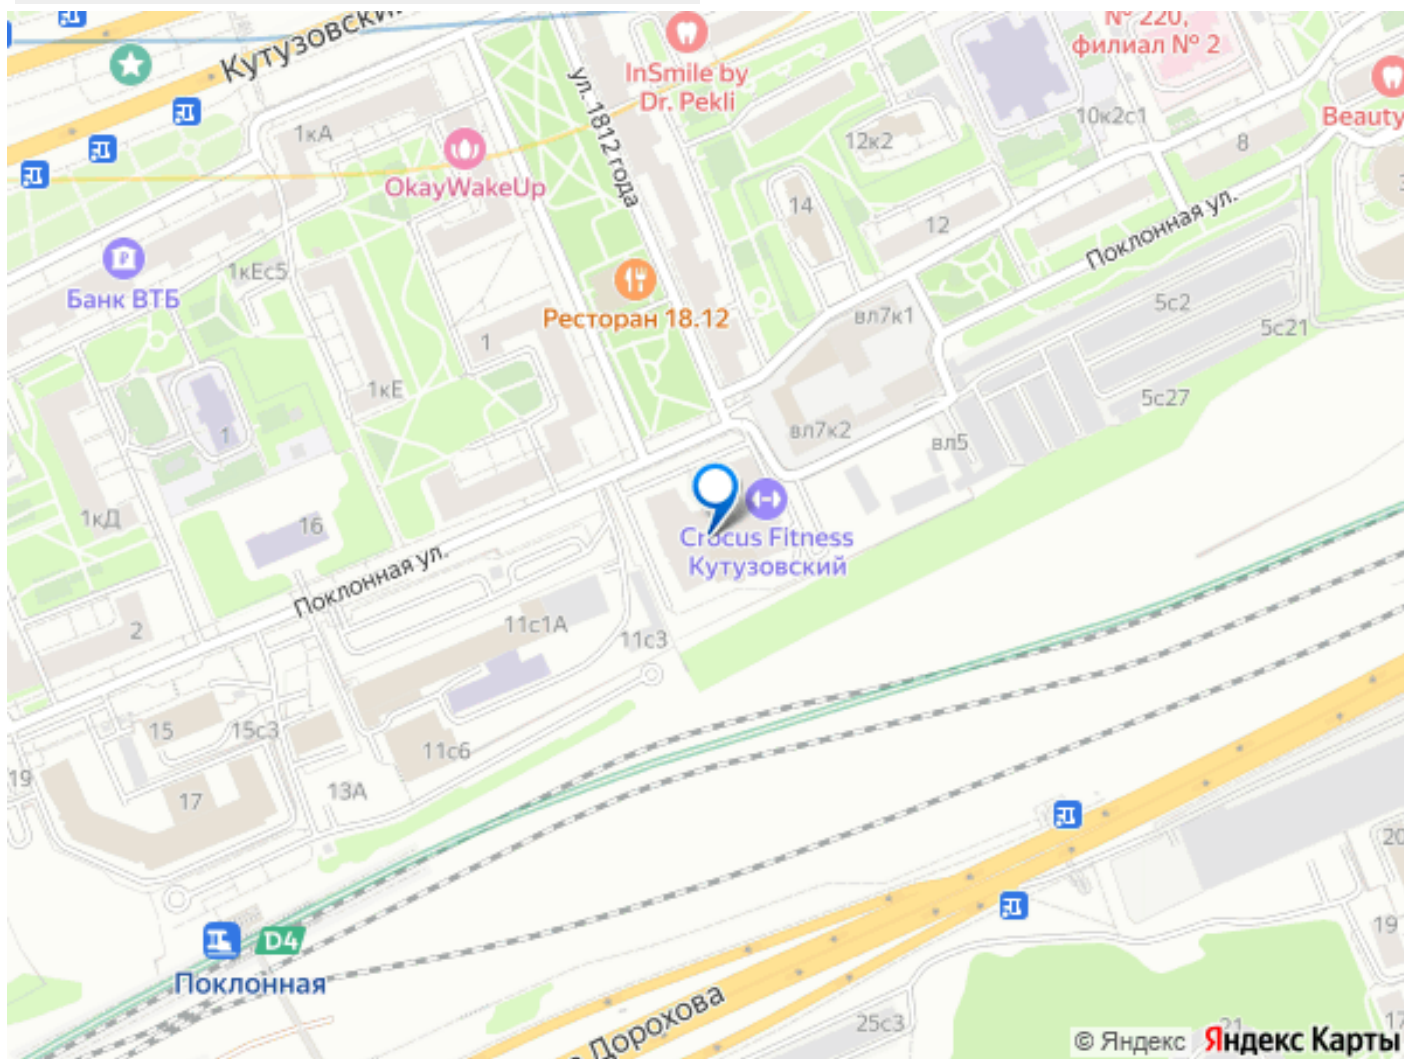 № 220,
филиал № 2
Кутузовски
InSmile by
Dr. Pekli
ул. 1812 года
Beauty
10к2с1
8
12к2
1кА
OkayWakeUp
14
12
Поклонная ул.
Банк ВТБ
1кЕс5
Ресторан 18.12
вл7к1
5с2
5с21
1
1кЕ
5с27
1
вл7к2
вл5
1кД
16
Crocus Fitness
Кутузовский
Поклонная ул.
2
11с1А
11с3
15
15с3
11с6
19
17
13А
20
D4
Поклонная
19
Дорохова
25с3
21
17
© Яндекс
Яндекс Карты